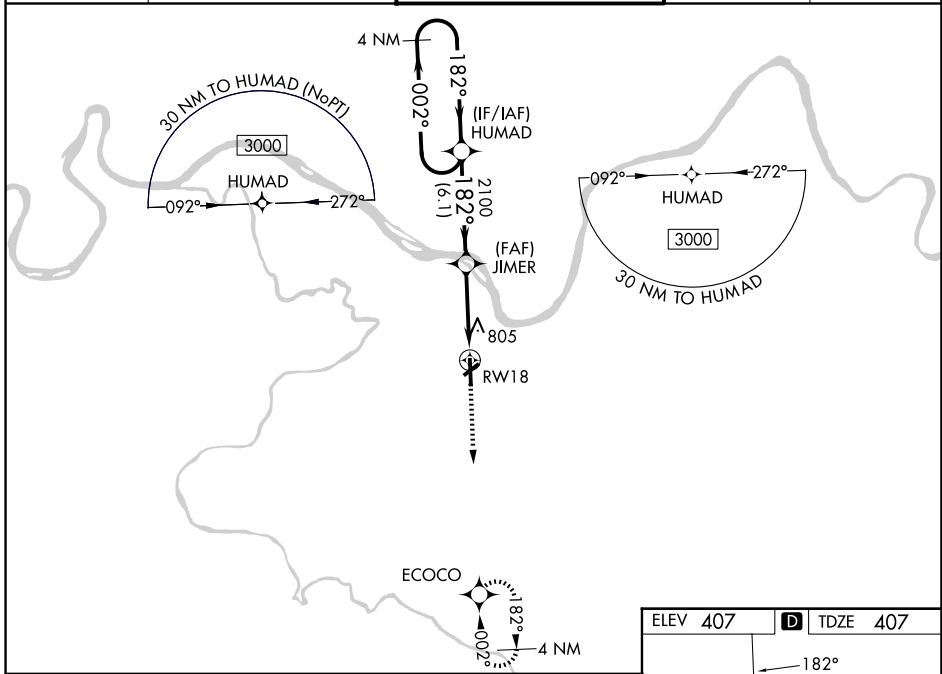 4 NM
182°
002°
(IF/IAF)
HUMAD
30 NM TO HUMAD (NoPT)
3000
HUMAD
092°
272°
2100
182°
(6.1)
092°
272°
HUMAD
3000
30 NM TO HUMAD
(FAF)
JIMER
805
RW18
ECOCO
182°
002°
4 NM
ELEV 407 D TDZE 407
182°